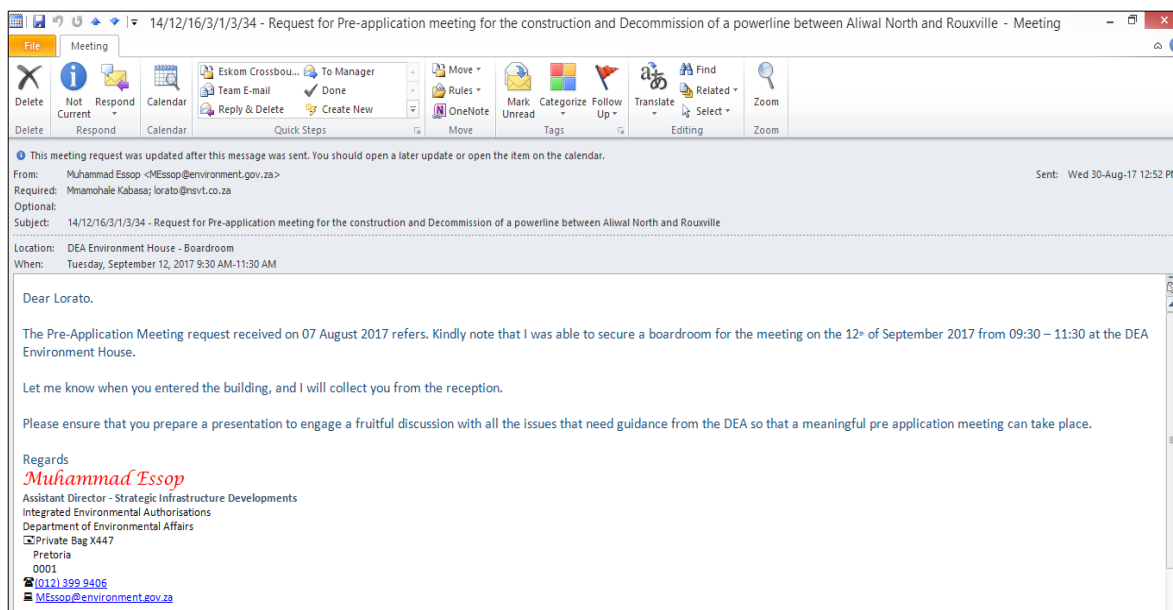 14/12/16/3/1/3/34 - Request for Pre-application meeting for the construction and Decommission of a powerline between Aliwal North and Rouxville - Meeting
File Meeting
Eskom Crossbou... To Manager
Team E-mail Done
Reply & Delete Create New
Move
Rules
OneNote
Find
Related
Select
Delete Not Current Respond Calendar Mark Unread Categorize Follow Up Translate Zoom
Delete Respond Calendar Quick Steps Move Tags Editing Zoom
This meeting request was updated after this message was sent. You should open a later update or open the item on the calendar.
From: Muhammad Essop <MEssop@environment.gov.za> Sent: Wed 30-Aug-17 12:52 PM
Required: Mmamohale Kabasa; lorato@nsvt.co.za
Optional:
Subject: 14/12/16/3/1/3/34 - Request for Pre-application meeting for the construction and Decommission of a powerline between Aliwal North and Rouxville
Location: DEA Environment House - Boardroom
When: Tuesday, September 12, 2017 9:30 AM-11:30 AM
Dear Lorato.
The Pre-Application Meeting request received on 07 August 2017 refers. Kindly note that I was able to secure a boardroom for the meeting on the 12th of September 2017 from 09:30 – 11:30 at the DEA
Environment House.
Let me know when you entered the building, and I will collect you from the reception.
Please ensure that you prepare a presentation to engage a fruitful discussion with all the issues that need guidance from the DEA so that a meaningful pre application meeting can take place.
Regards
Muhammad Essop
Assistant Director - Strategic Infrastructure Developments
Integrated Environmental Authorisations
Department of Environmental Affairs
Private Bag X447
Pretoria
0001
(012) 399 9406
MEssop@environment.gov.za